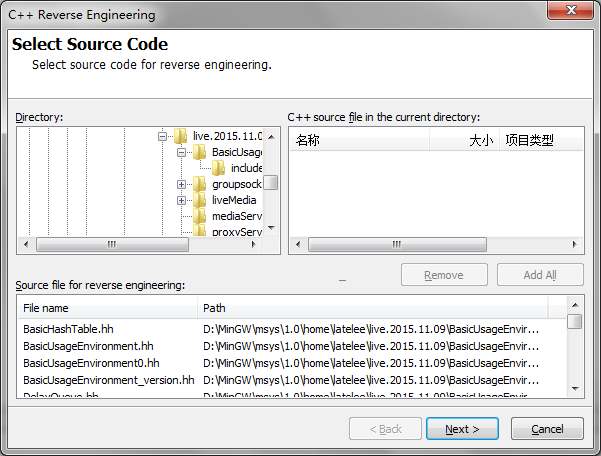 C++ Reverse Engineering
Select Source Code
Select source code for reverse engineering.
Directory:
C++ source file in the current directory:
live.2015.11.0
BasicUsage
include
groupsock
liveMedia
mediaServ
proxyServ
名称 大小 项目类型
Remove Add All
Source file for reverse engineering:
File name Path
BasicHashTable.hh D:\MinGW\msys\1.0\home\latelee\live.2015.11.09\BasicUsageEnvir...
BasicUsageEnvironment.hh D:\MinGW\msys\1.0\home\latelee\live.2015.11.09\BasicUsageEnvir...
BasicUsageEnvironment0.hh D:\MinGW\msys\1.0\home\latelee\live.2015.11.09\BasicUsageEnvir...
BasicUsageEnvironment_version.hh D:\MinGW\msys\1.0\home\latelee\live.2015.11.09\BasicUsageEnvir...
DelayQueue.hh D:\MinGW\msys\1.0\home\latelee\live.2015.11.09\BasicUsageEnvir...
< Back Next > Cancel